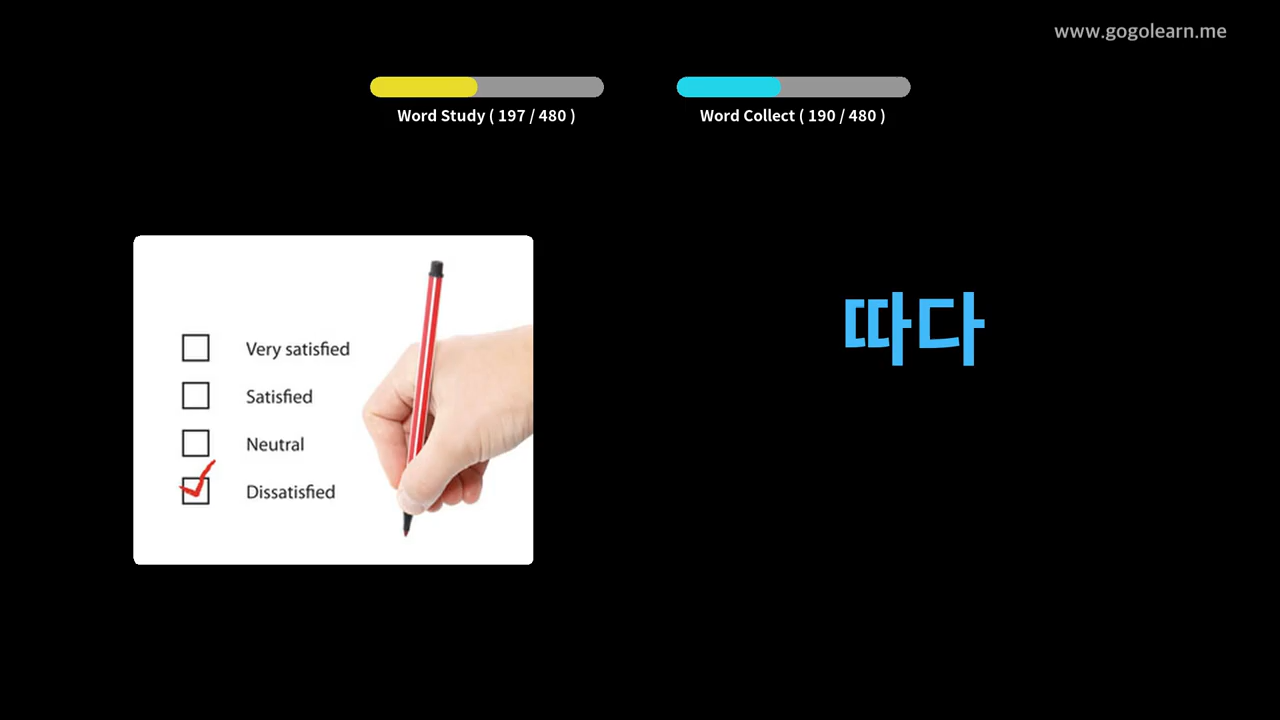 www.gogolearn.me
Word Study ( 197 / 480 )
Word Collect ( 190 / 480 )
Very satisfied
Satisfied
Neutral
Dissatisfied
따다